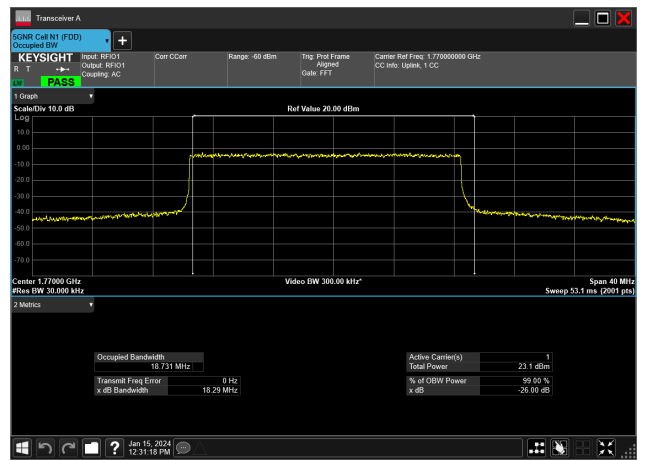 Transceiver A
5GNR Cell N1 (FDD)
Occupied BW
KEYSIGHT
R T
PASS
Input: RFIO1
Output: RFIO1
Coupling: AC
Corr CCorr
Range: -60 dBm
Trig: Prot Frame
Aligned
Gate: FFT
Carrier Ref Freq: 1.770000000 GHz
CC Info: Uplink, 1 CC
1 Graph
Scale/Div 10.0 dB
Ref Value 20.00 dBm
Log
10.0
0.00
-10.0
-20.0
-30.0
-40.0
-50.0
-60.0
-70.0
Center 1.77000 GHz
Video BW 300.00 kHz*
Span 40 MHz
#Res BW 30.000 kHz
Sweep 53.1 ms (2001 pts)
2 Metrics
Occupied Bandwidth
18.731 MHz
Transmit Freq Error 0 Hz
x dB Bandwidth 18.29 MHz
Active Carrier(s) 1
Total Power 23.1 dBm
% of OBW Power 99.00 %
x dB -26.00 dB
?
Jan 15, 2024
12:31:18 PM